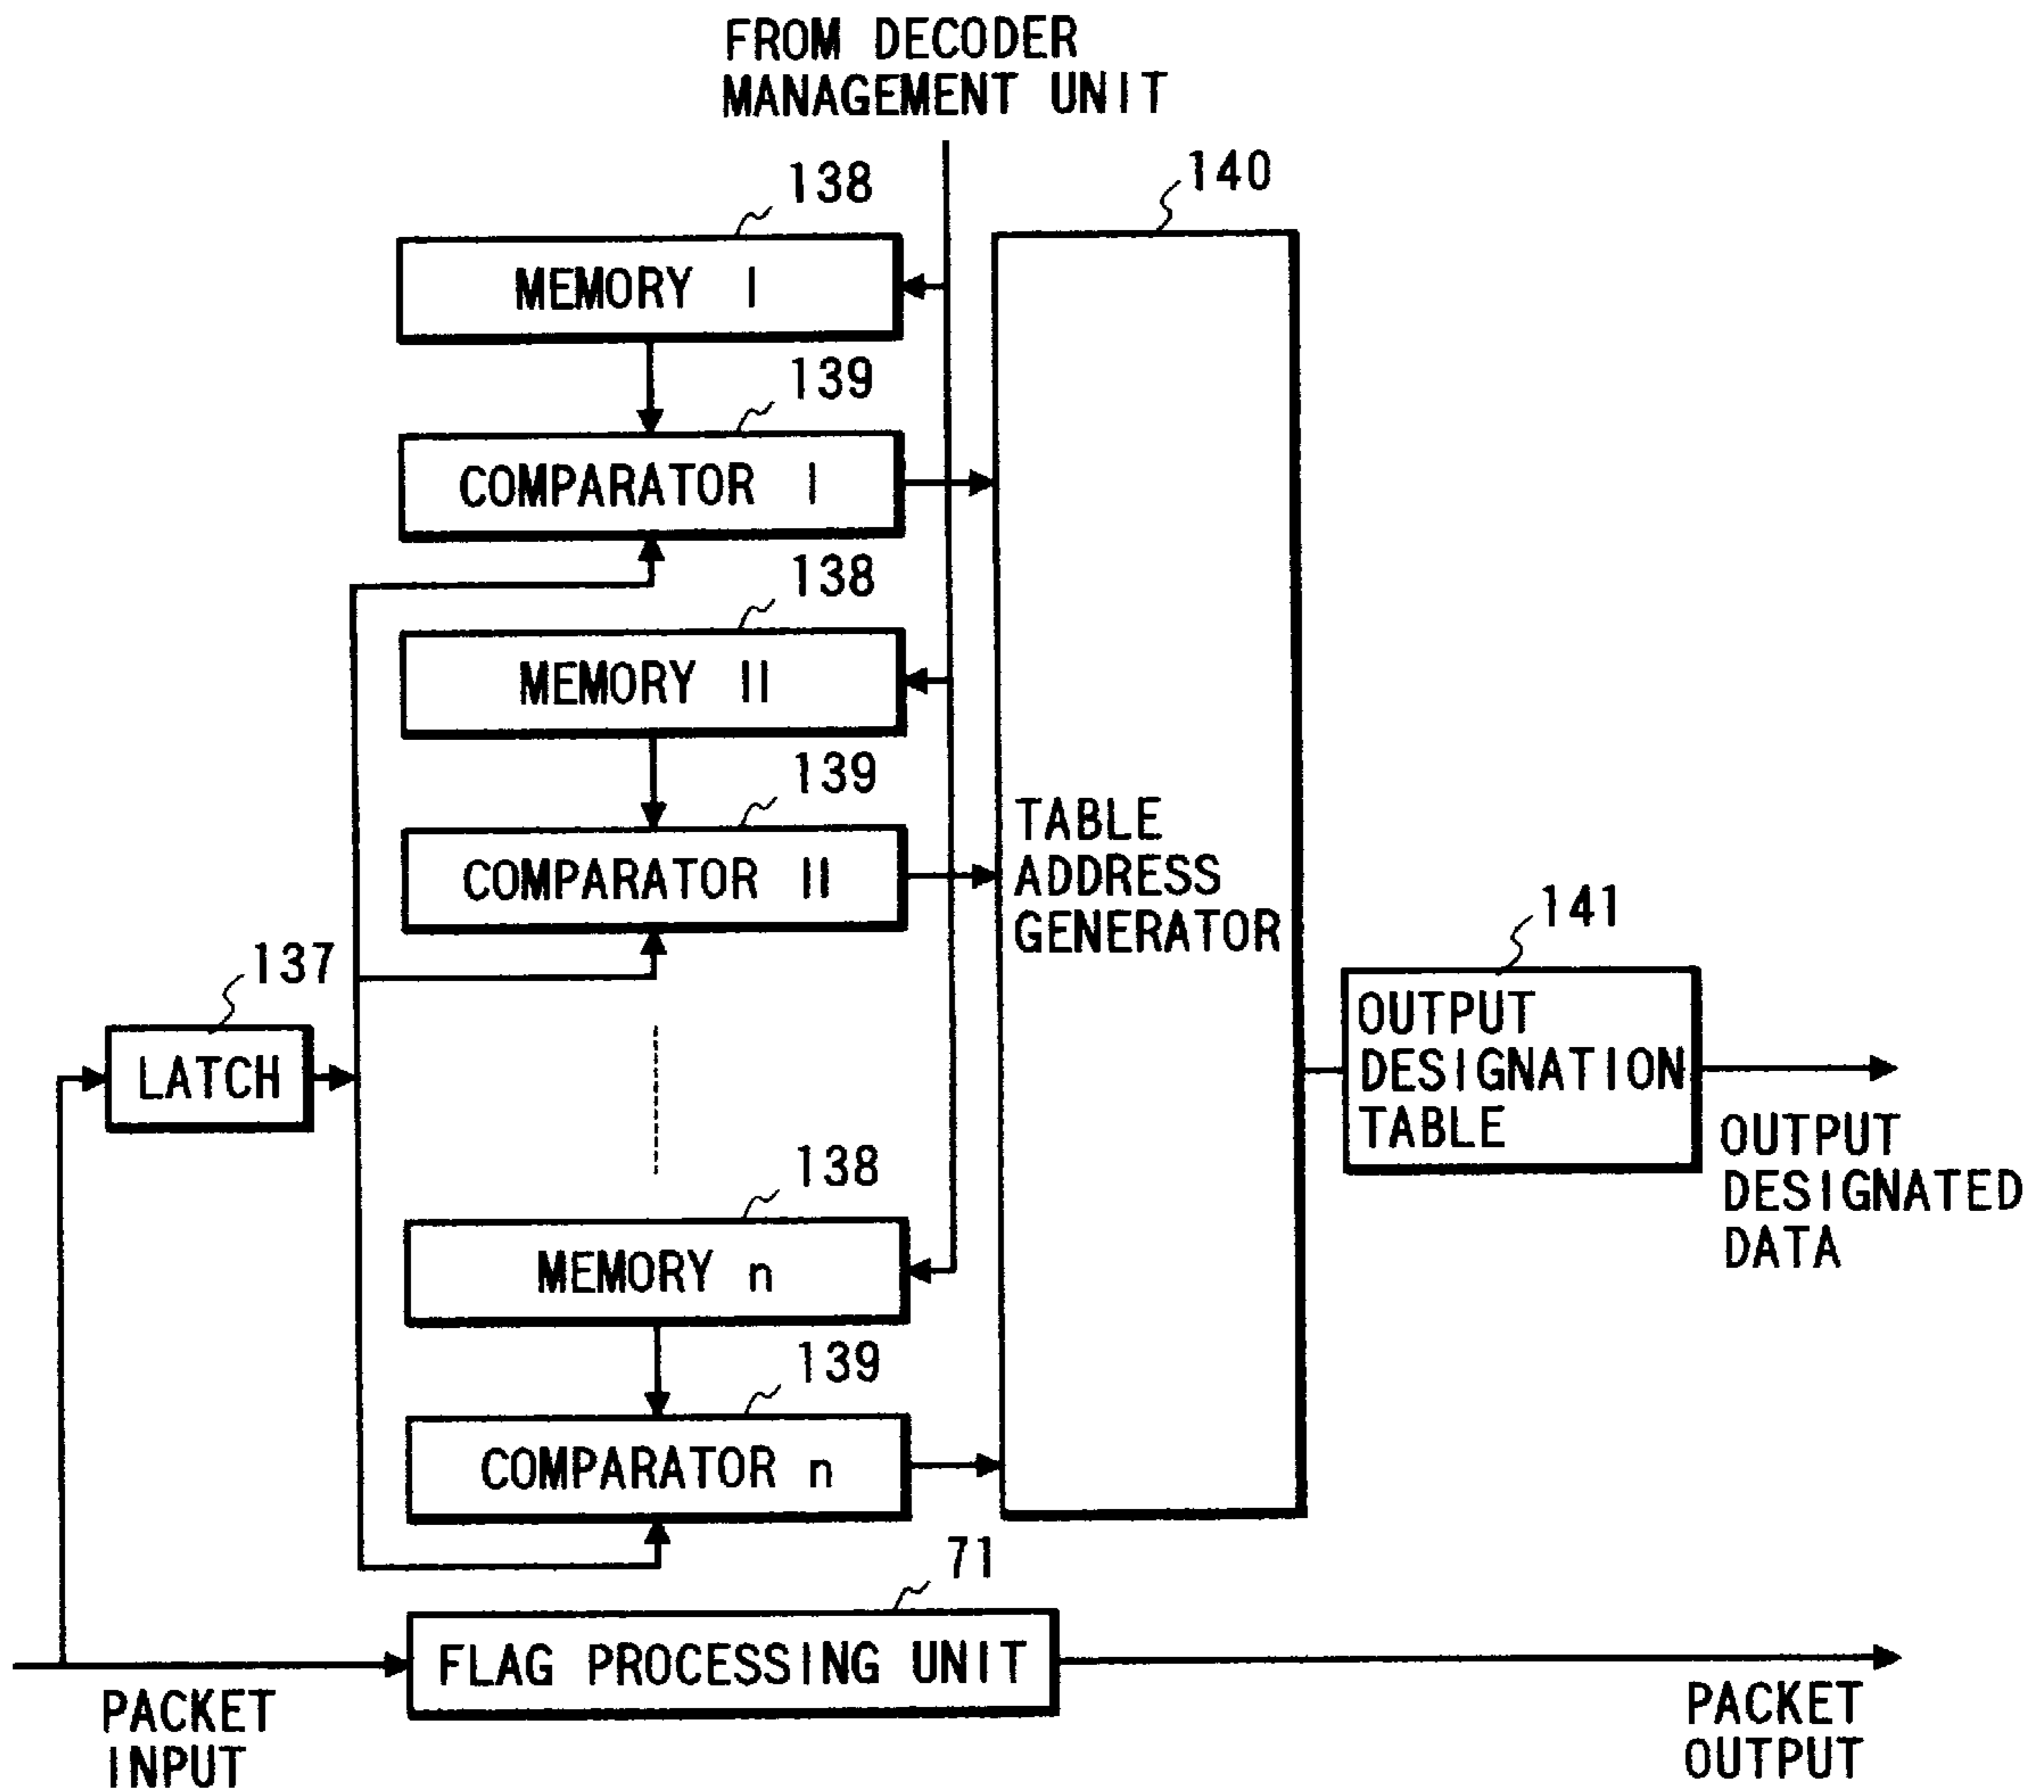 FROM DECODER
MANAGEMENT UNIT
138
140
MEMORY I
139
COMPARATOR I
138
MEMORY II
139
COMPARATOR II
TABLE
ADDRESS
GENERATOR
141
137
LATCH
OUTPUT
DESIGNATION
TABLE
OUTPUT
DESIGNATED
DATA
138
MEMORY n
139
COMPARATOR n
71
FLAG PROCESSING UNIT
PACKET
INPUT
PACKET
OUTPUT